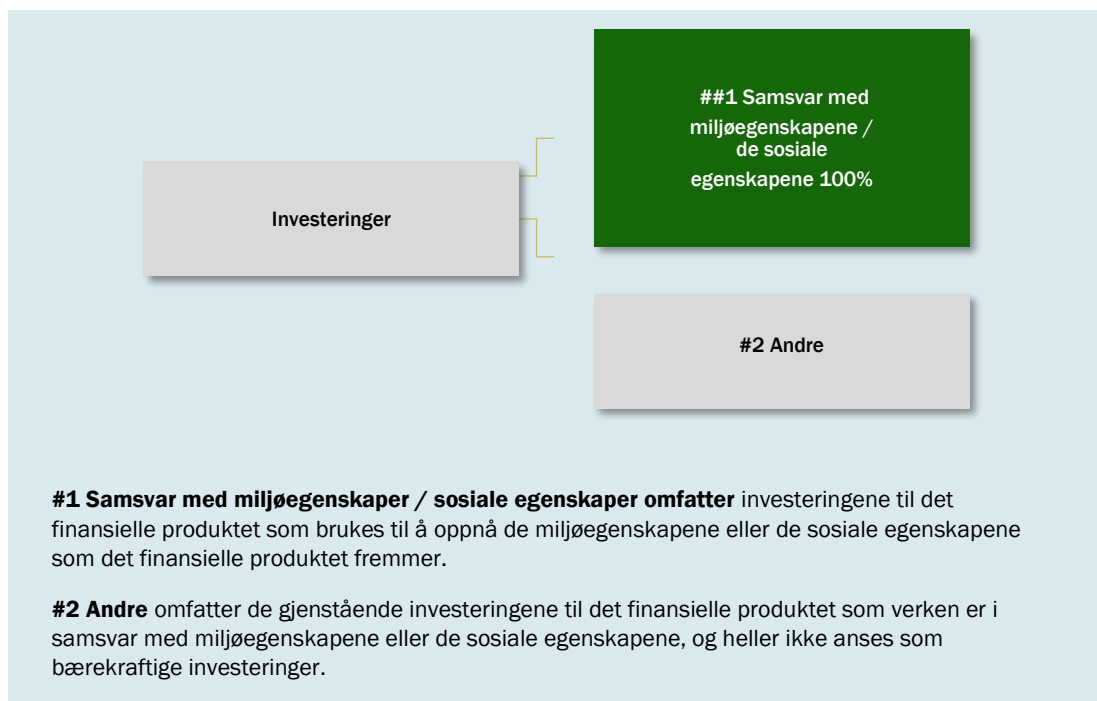 ##1 Samsvar med
miljøegenskapene /
de sosiale
egenskapene 100%
Investeringer
#2 Andre
#1 Samsvar med miljøegenskaper / sosiale egenskaper omfatter investeringene til det
finansielle produktet som brukes til å oppnå de miljøegenskapene eller de sosiale egenskapene
som det finansielle produktet fremmer.
#2 Andre omfatter de gjenstående investeringene til det finansielle produktet som verken er i
samsvar med miljøegenskapene eller de sosiale egenskapene, og heller ikke anses som
bærekraftige investeringer.